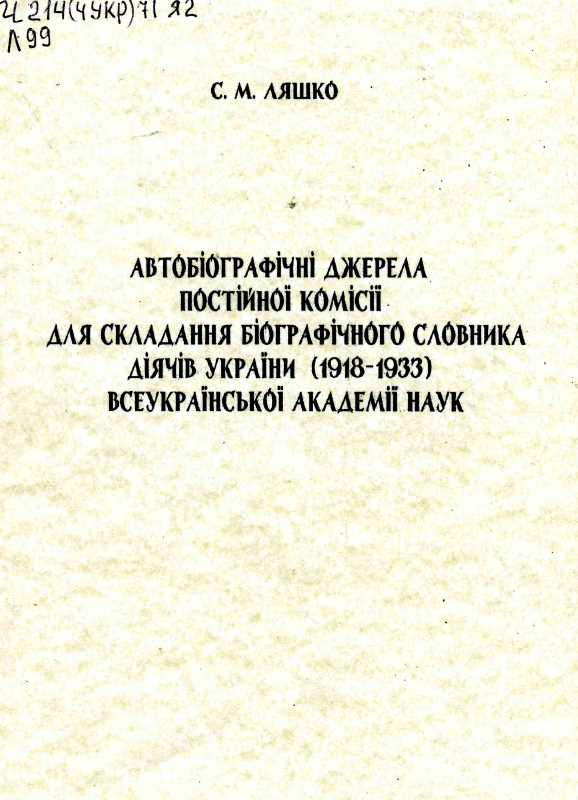 Ц 214(4УКР)71 я2
Л 99
С. М. ЛЯШКО
АВТОБІОГРАФІЧНІ ДЖЕРЕЛА
ПОСТІЙНОЇ КОМІСІЇ
ДЛЯ СКЛАДАННЯ БІОГРАФІЧНОГО СЛОВНИКА
ДІЯЧІВ УКРАЇНИ (1918-1933)
ВСЕУКРАЇНСЬКОЇ АКАДЕМІЇ НАУК